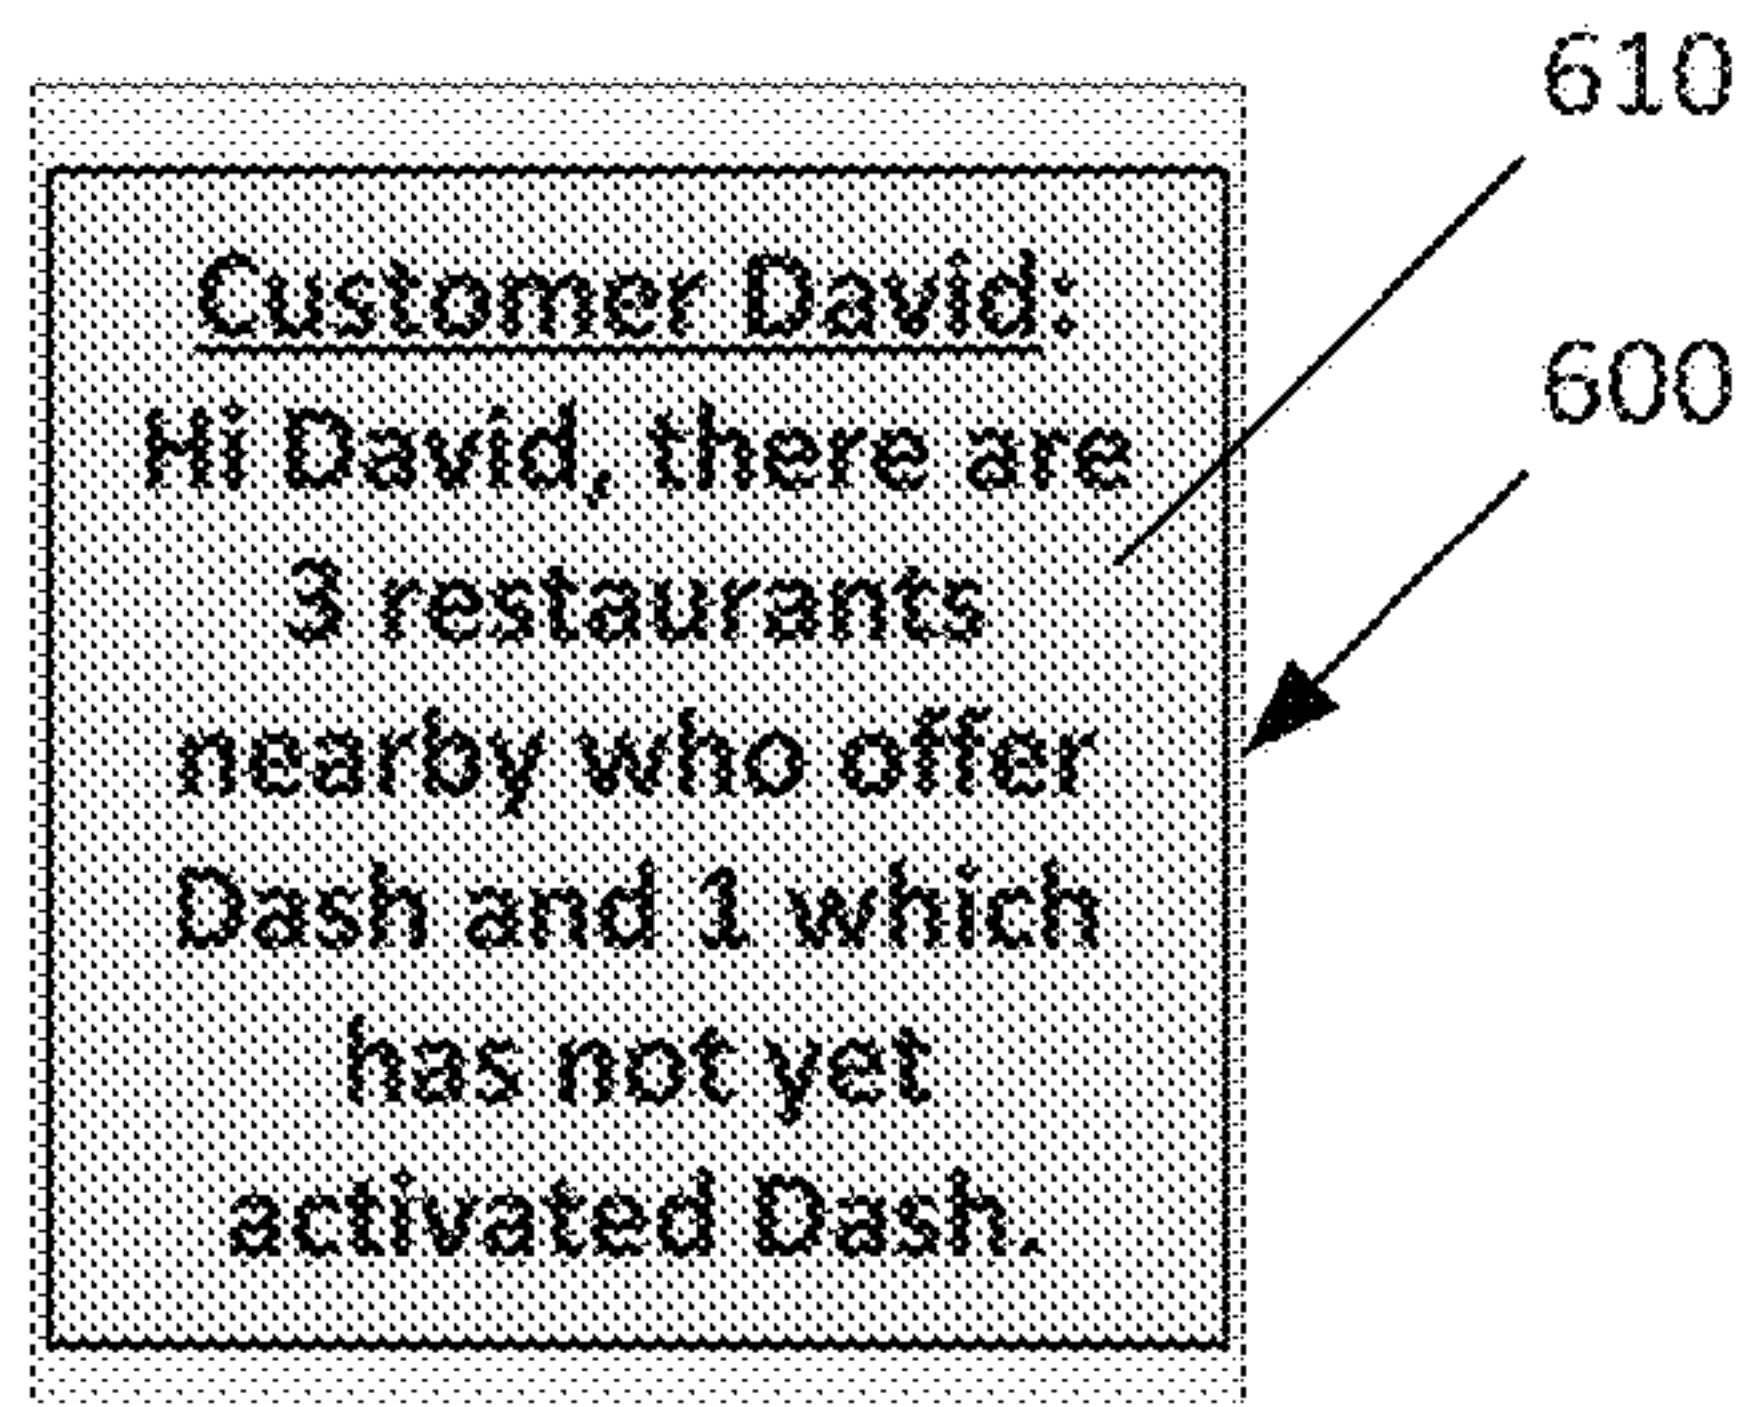 610
600
Customer David:
Hi David, there are
3 restaurants
nearby who offer
Dash and 1 which
has not yet
activated Dash.